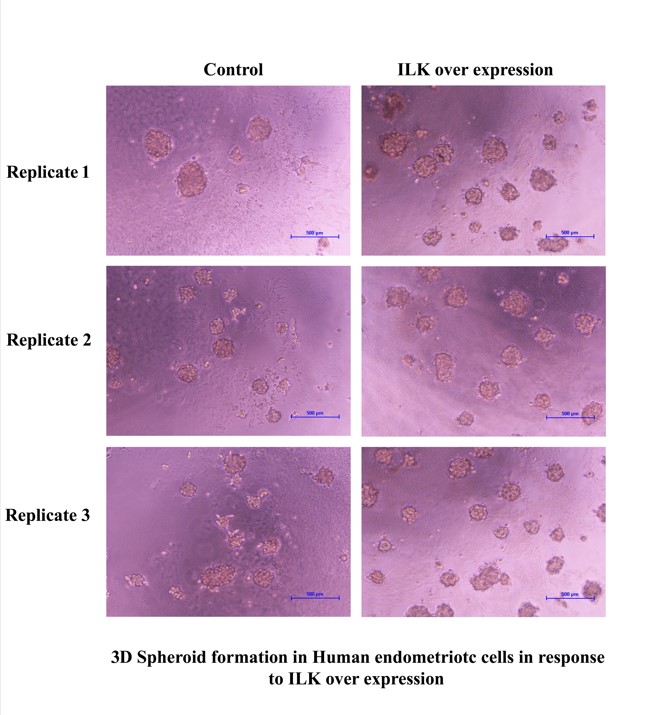 Control
ILK over expression
Replicate 1
500 µm
500 µm
Replicate 2
500 µm
500 µm
Replicate 3
500 µm
500 µm
3D Spheroid formation in Human endometriotc cells in response
to ILK over expression